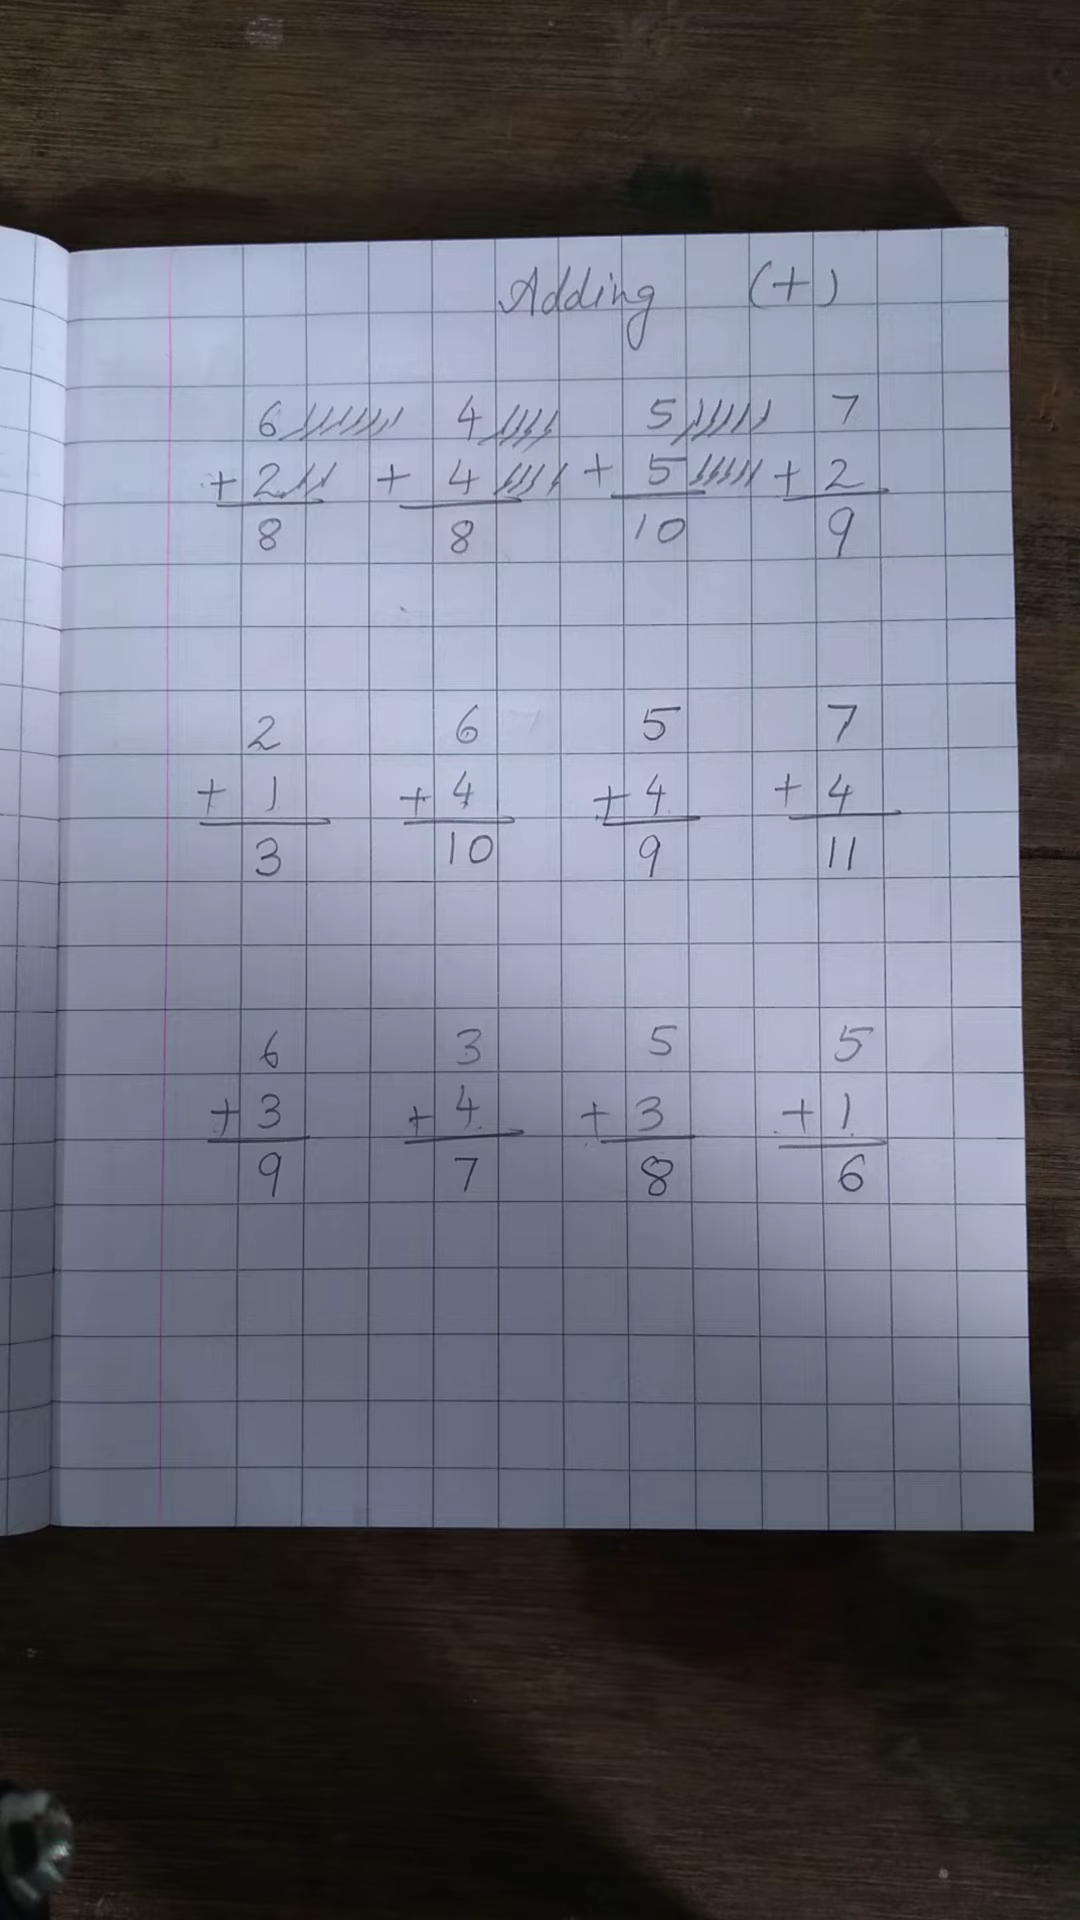 Adding (+)
6 4 5 7
+ 2 + 4 + 5 + 2
8 8 10 9
2 6 5 7
+ 1 + 4 + 4 + 4
3 10 9 11
6 3 5 5
+ 3 + 4 + 3 + 1
9 7 8 6